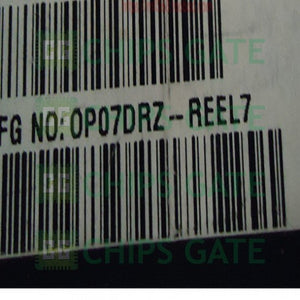 CHIPS GATE
FG NO: OP07DRZ--REEL7
CHIPS GATE